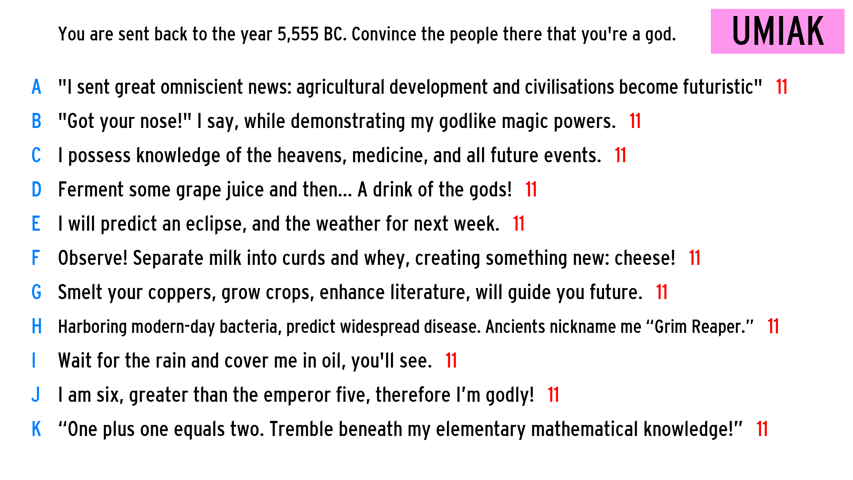 You are sent back to the year 5,555 BC. Convince the people there that you're a god.
UMIAK
A "I sent great omniscient news: agricultural development and civilisations become futuristic" 11
B "Got your nose!" I say, while demonstrating my godlike magic powers. 11
C I possess knowledge of the heavens, medicine, and all future events. 11
D Ferment some grape juice and then... A drink of the gods! 11
E I will predict an eclipse, and the weather for next week. 11
F Observe! Separate milk into curds and whey, creating something new: cheese! 11
G Smelt your coppers, grow crops, enhance literature, will guide you future. 11
H Harboring modern-day bacteria, predict widespread disease. Ancients nickname me “Grim Reaper.” 11
I Wait for the rain and cover me in oil, you'll see. 11
J I am six, greater than the emperor five, therefore I’m godly! 11
K “One plus one equals two. Tremble beneath my elementary mathematical knowledge!” 11